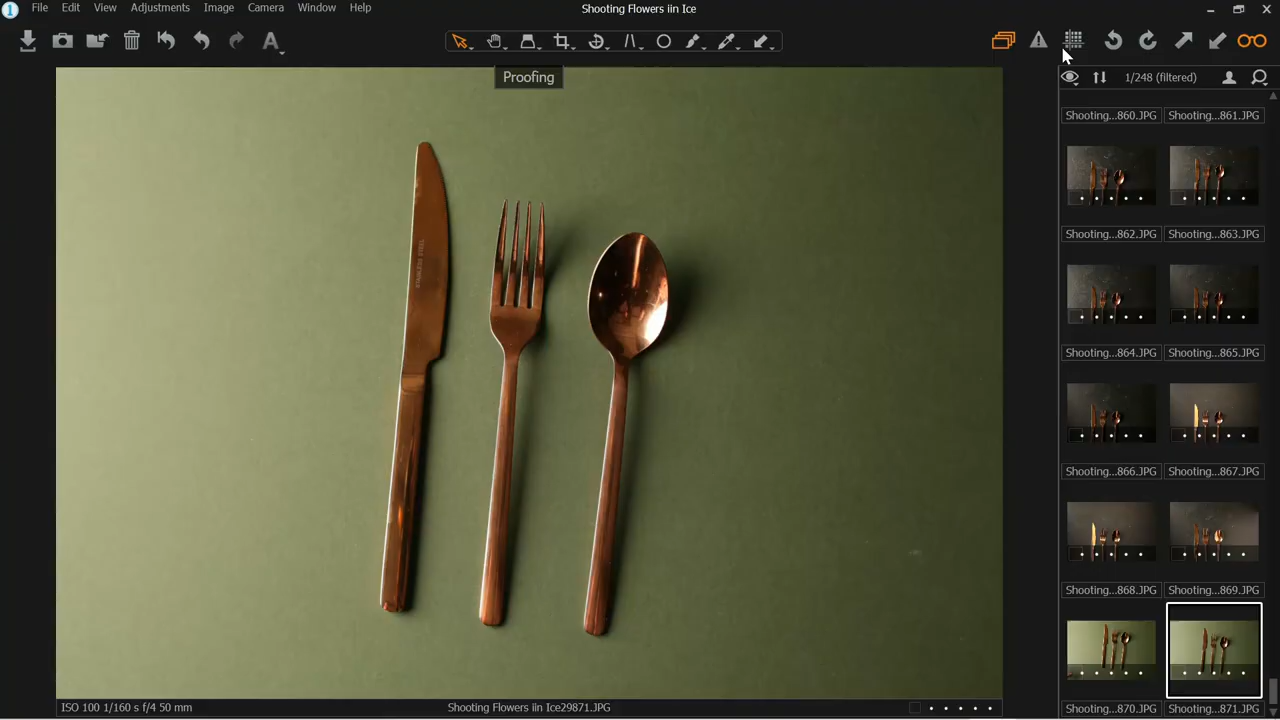 File Edit View Adjustments Image Camera Window Help
Shooting Flowers iin Ice
A
Proofing
1/248 (filtered)
Shooting...860.JPG Shooting...861.JPG
Shooting...862.JPG Shooting...863.JPG
Shooting...864.JPG Shooting...865.JPG
Shooting...866.JPG Shooting...867.JPG
Shooting...868.JPG Shooting...869.JPG
Shooting...870.JPG Shooting...871.JPG
STAINLESS STEEL
ISO 100 1/160 s f/4 50 mm
Shooting Flowers iin Ice29871.JPG